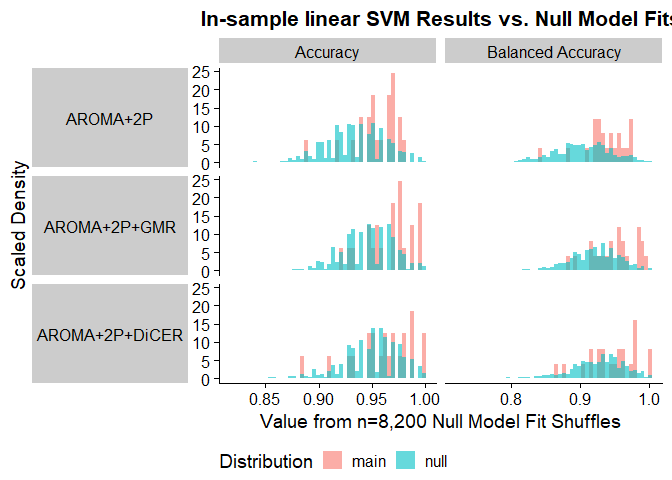 In-sample linear SVM Results vs. Null Model Fits
Accuracy
Balanced Accuracy
Scaled Density
AROMA+2P
25
20
15
10
5
0
AROMA+2P+GMR
25
20
15
10
5
0
AROMA+2P+DiCER
25
20
15
10
5
0
0.85 0.90 0.95 1.00
0.8 0.9 1.0
Value from n=8,200 Null Model Fit Shuffles
Distribution main null